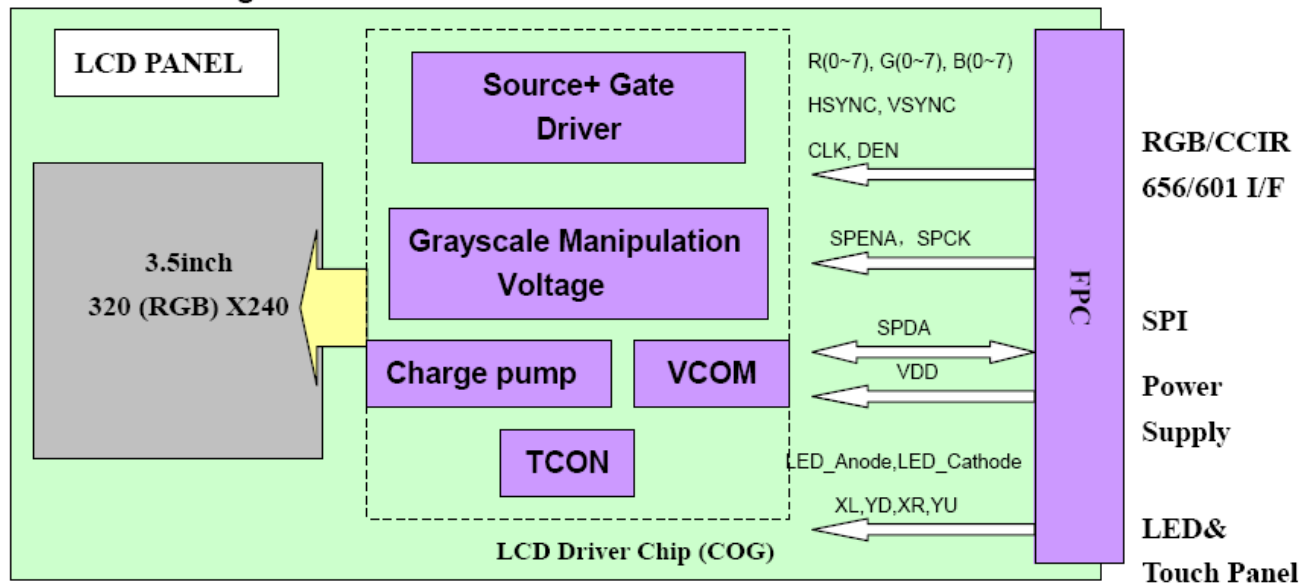 LCD PANEL
3.5inch
320 (RGB) X240
Source+ Gate
Driver
Grayscale Manipulation
Voltage
Charge pump
VCOM
TCON
LCD Driver Chip (COG)
R(0~7), G(0~7), B(0~7)
HSYNC, VSYNC
CLK, DEN
SPENA，SPCK
SPDA
VDD
LED_Anode,LED_Cathode
XL,YD,XR,YU
FPC
RGB/CCIR
656/601 I/F
SPI
Power
Supply
LED&
Touch Panel